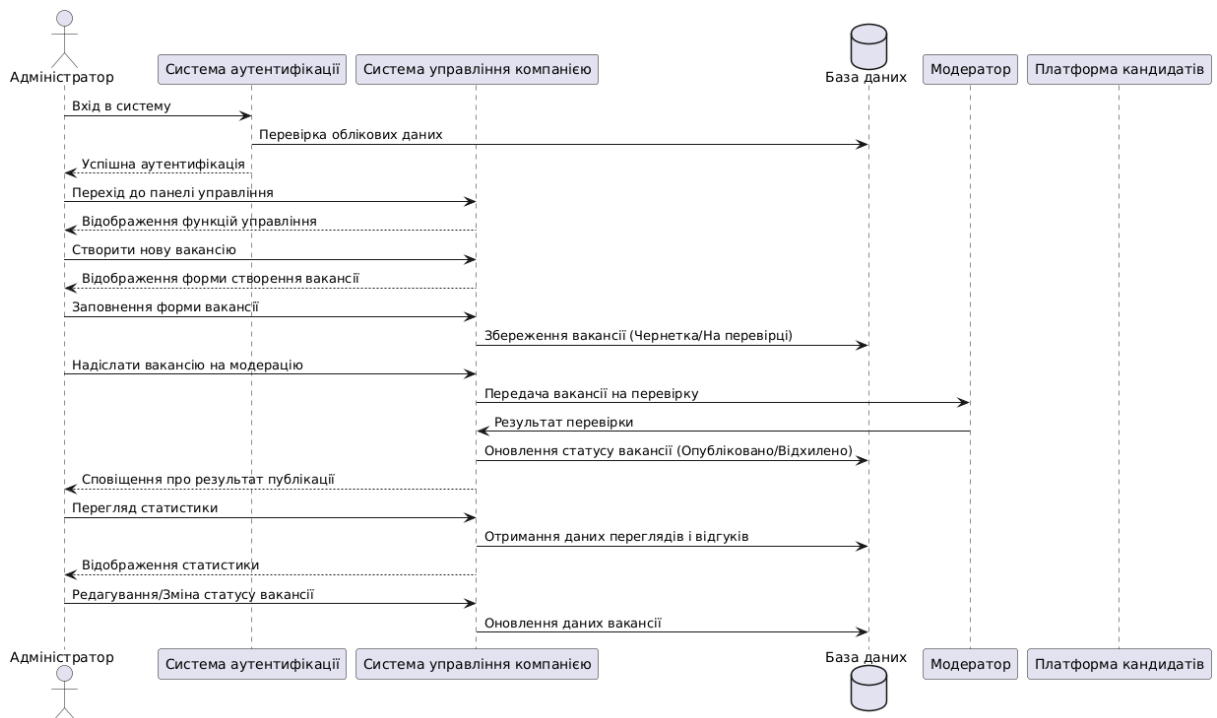 Адміністратор
Система аутентифікації
Система управління компанією
База даних
Модератор
Платформа кандидатів
Вхід в систему
Перевірка облікових даних
Успішна аутентифікація
Перехід до панелі управління
Відображення функцій управління
Створити нову вакансію
Відображення форми створення вакансії
Заповнення форми вакансії
Збереження вакансії (Чернетка/На перевірці)
Надіслати вакансію на модерацію
Передача вакансії на перевірку
Результат перевірки
Оновлення статусу вакансії (Опубліковано/Відхилено)
Сповіщення про результат публікації
Перегляд статистики
Отримання даних переглядів і відгуків
Відображення статистики
Редагування/Зміна статусу вакансії
Оновлення даних вакансії
Адміністратор
Система аутентифікації
Система управління компанією
База даних
Модератор
Платформа кандидатів